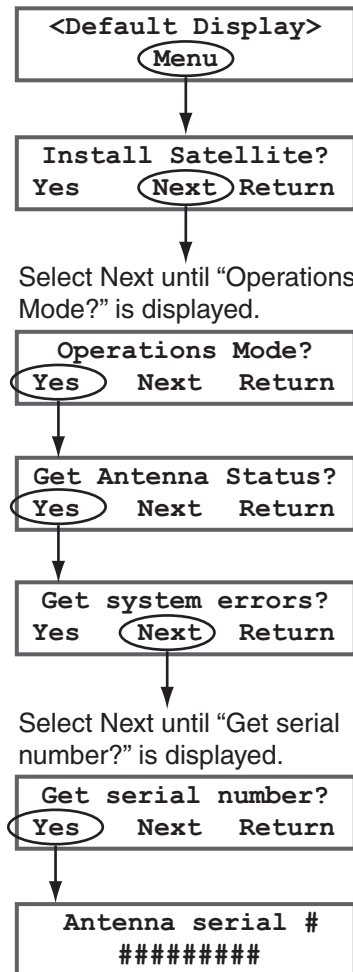 <Default Display>
Menu
Install Satellite?
Yes Next Return
Select Next until “Operations
Mode?” is displayed.
Operations Mode?
Yes Next Return
Get Antenna Status?
Yes Next Return
Get system errors?
Yes Next Return
Select Next until “Get serial
number?” is displayed.
Get serial number?
Yes Next Return
Antenna serial #
#########